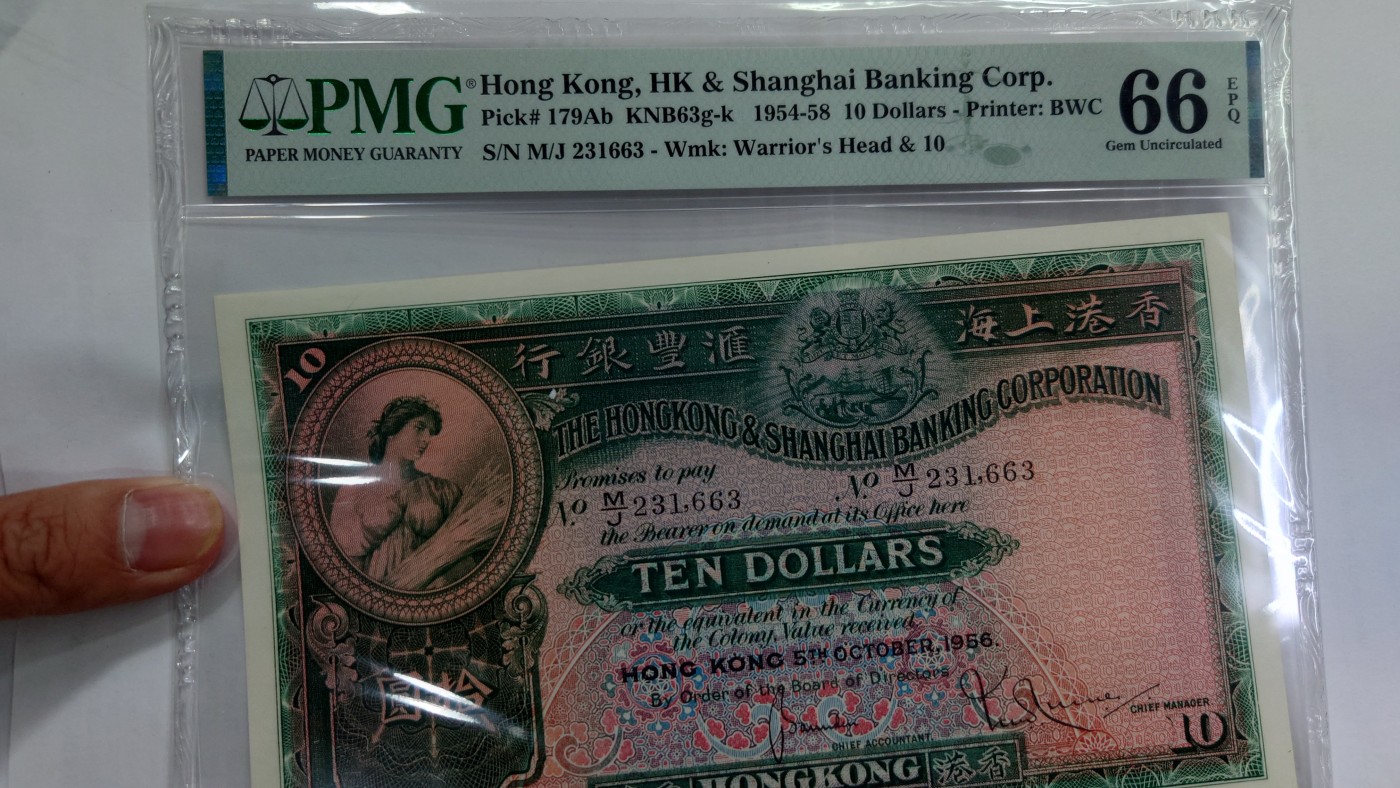 PMG® Hong Kong, HK & Shanghai Banking Corp.
Pick# 179Ab KNB63g-k 1954-58 10 Dollars - Printer: BWC
PAPER MONEY GUARANTY
S/N M/J 231663 - Wmk: Warrior's Head & 10
66 EPQ
Gem Uncirculated
行銀豐滙 海上港香
10
THE HONGKONG & SHANGHAI BANKING CORPORATION
Promises to pay
No. M/J 231,663 No. M/J 231,663
the Bearer on demand at its Office here
TEN DOLLARS
or the equivalent in the Currency of
the Colony, Value received.
HONG KONG 5TH OCTOBER, 1956.
By Order of the Board of Directors
圓拾
CHIEF MANAGER
CHIEF ACCOUNTANT
10
HONGKONG 港香